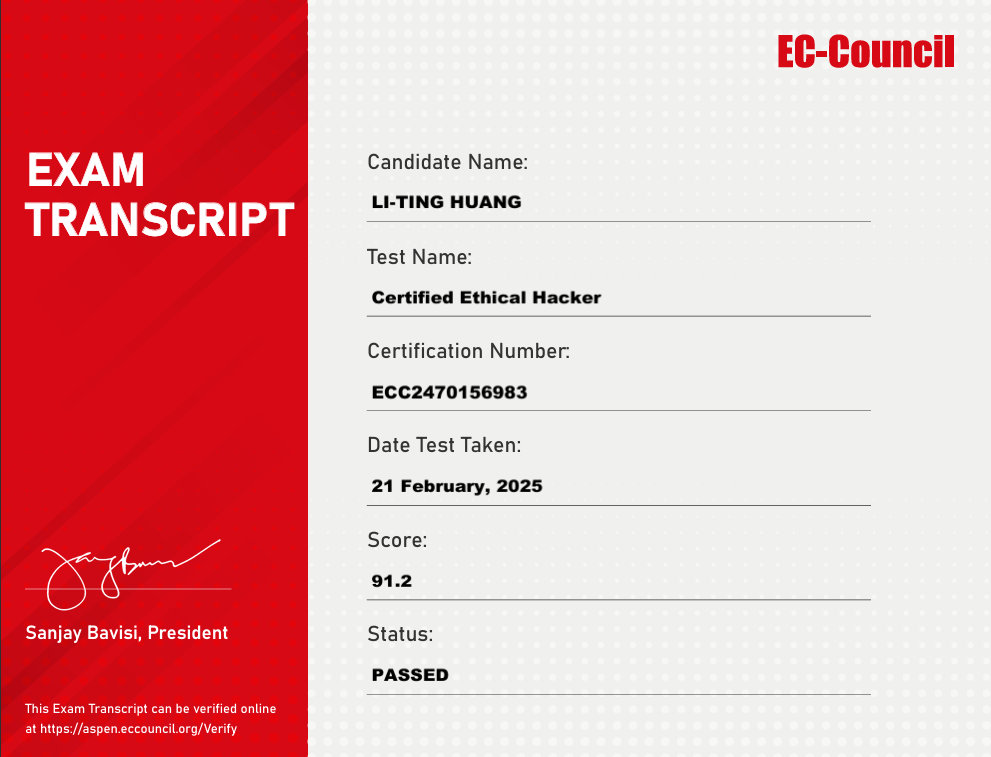 EC-Council
EXAM
TRANSCRIPT
Candidate Name:
LI-TING HUANG
Test Name:
Certified Ethical Hacker
Certification Number:
ECC2470156983
Date Test Taken:
21 February, 2025
Score:
91.2
Status:
PASSED
Sanjay Bavisi, President
This Exam Transcript can be verified online
at https://aspen.eccouncil.org/Verify